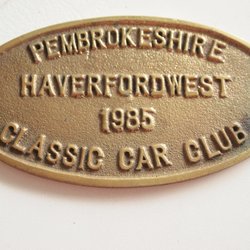 PEMBROKESHIRE
HAVERFORDWEST
1985
CLASSIC CAR CLUB